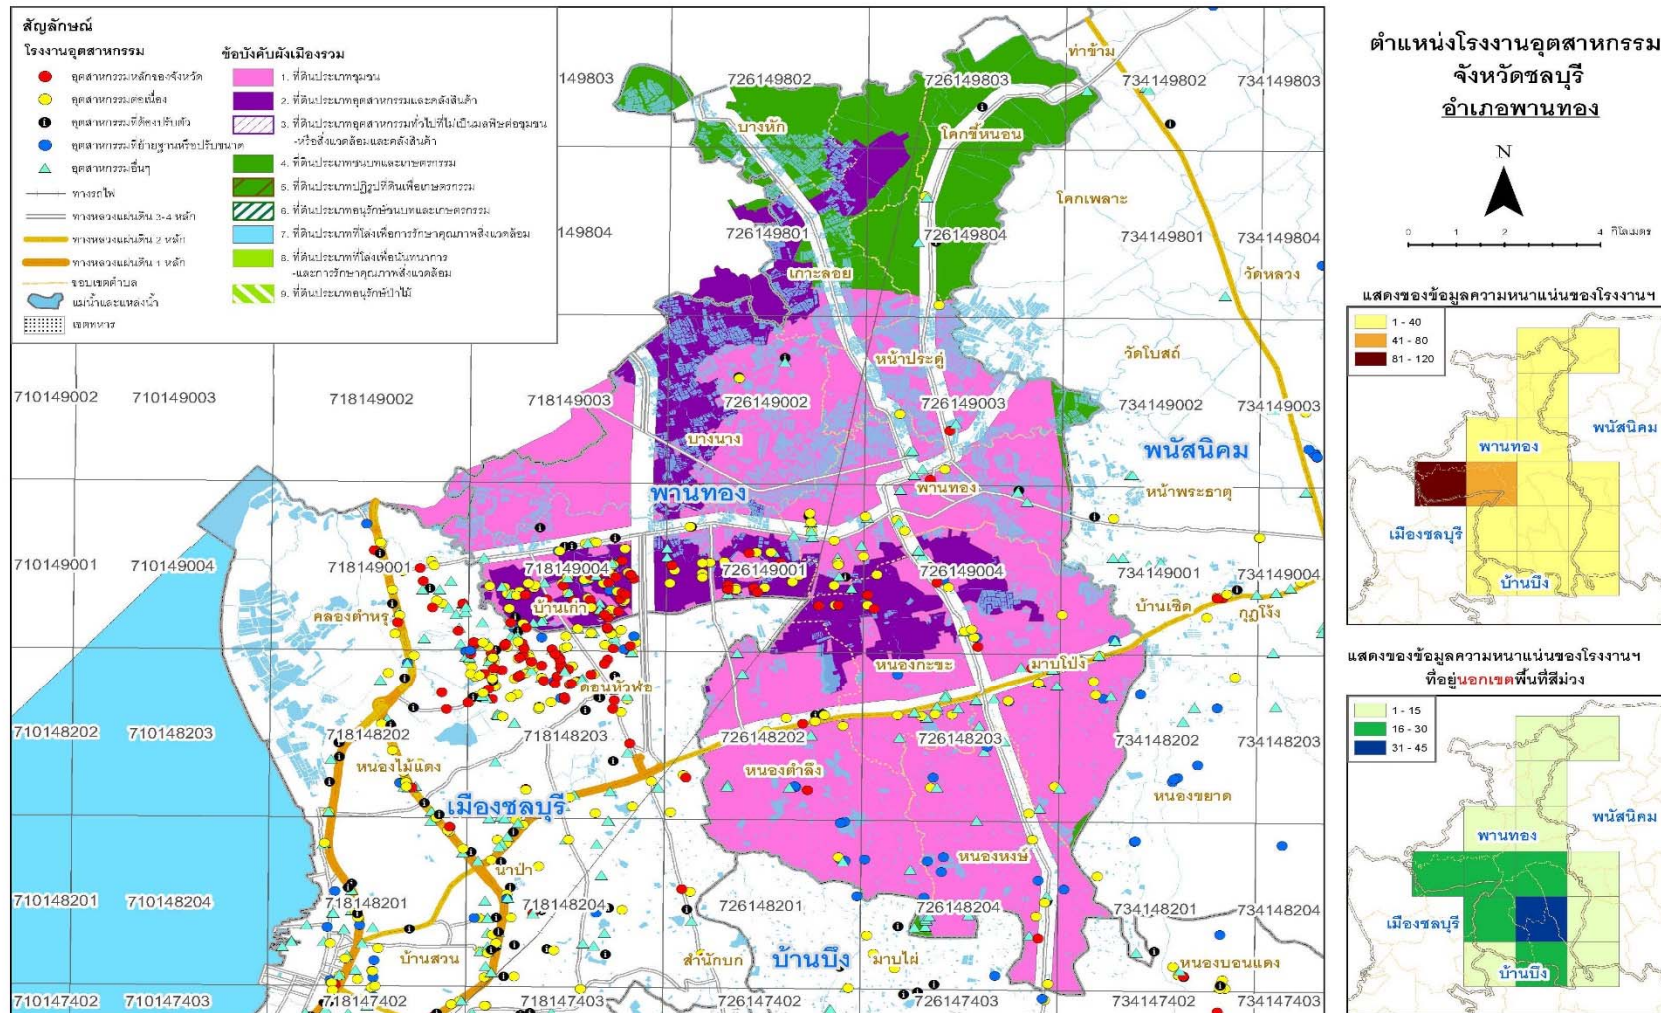 สัญลักษณ์
โรงงานอุตสาหกรรม
อุตสาหกรรมหลักของจังหวัด
อุตสาหกรรมต่อเนื่อง
อุตสาหกรรมที่ต้องปรับตัว
อุตสาหกรรมที่ย้ายฐานหรือปรับขนาด
อุตสาหกรรมอื่นๆ
ทางรถไฟ
ทางหลวงแผ่นดิน 3-4 หลัก
ทางหลวงแผ่นดิน 2 หลัก
ทางหลวงแผ่นดิน 1 หลัก
ขอบเขตตำบล
แม่น้ำและแหล่งน้ำ
เขตทหาร
ข้อบังคับผังเมืองรวม
1. ที่ดินประเภทชุมชน
2. ที่ดินประเภทอุตสาหกรรมและคลังสินค้า
3. ที่ดินประเภทอุตสาหกรรมทั่วไปที่ไม่เป็นมลพิษต่อชุมชน
-หรือสิ่งแวดล้อมและคลังสินค้า
4. ที่ดินประเภทชนบทและเกษตรกรรม
5. ที่ดินประเภทปฏิรูปที่ดินเพื่อเกษตรกรรม
6. ที่ดินประเภทอนุรักษ์ชนบทและเกษตรกรรม
7. ที่ดินประเภทที่โล่งเพื่อการรักษาคุณภาพสิ่งแวดล้อม
8. ที่ดินประเภทที่โล่งเพื่อนันทนาการ
-และการรักษาคุณภาพสิ่งแวดล้อม
9. ที่ดินประเภทอนุรักษ์ป่าไม้
ท่าข้าม
149803 726149802 726149803 734149802 734149803
บางหัก โคกขี้หนอน
โคกเพลาะ
149804 726149801 726149804 734149801 734149804
เกาะลอย วัดหลวง
หน้าประดู่ วัดโบสถ์
710149002 710149003 718149002 718149003 726149002 726149003 734149002 734149003
บางนาง พนัสนิคม
พานทอง พานทอง หน้าพระธาตุ
710149001 710149004 718149001 718149004 726149001 726149004 734149001 734149004
คลองตำหรุ บ้านเก่า บ้านเซิด กุฎโง้ง
หนองกะขะ มาบโป่ง
ดอนหัวฬ่อ
710148202 710148203 718148202 718148203 726148202 726148203 734148202 734148203
หนองไม้แดง หนองตำลึง
เมืองชลบุรี หนองขยาด
นาป่า หนองหงษ์
710148201 710148204 718148201 718148204 726148201 726148204 734148201 734148204
บ้านสวน สำนักบก บ้านบึง มาบไผ่ หนองบอนแดง
710147402 710147403 718147402 718147403 726147402 726147403 734147402 734147403
ตำแหน่งโรงงานอุตสาหกรรม
จังหวัดชลบุรี
อำเภอพานทอง
N
0 1 2 4 กิโลเมตร
แสดงของข้อมูลความหนาแน่นของโรงงานฯ
1 - 40
41 - 80
81 - 120
พนัสนิคม
พานทอง
เมืองชลบุรี
บ้านบึง
แสดงของข้อมูลความหนาแน่นของโรงงานฯ
ที่อยู่นอกเขตพื้นที่สีม่วง
1 - 15
16 - 30
31 - 45
พนัสนิคม
พานทอง
เมืองชลบุรี
บ้านบึง